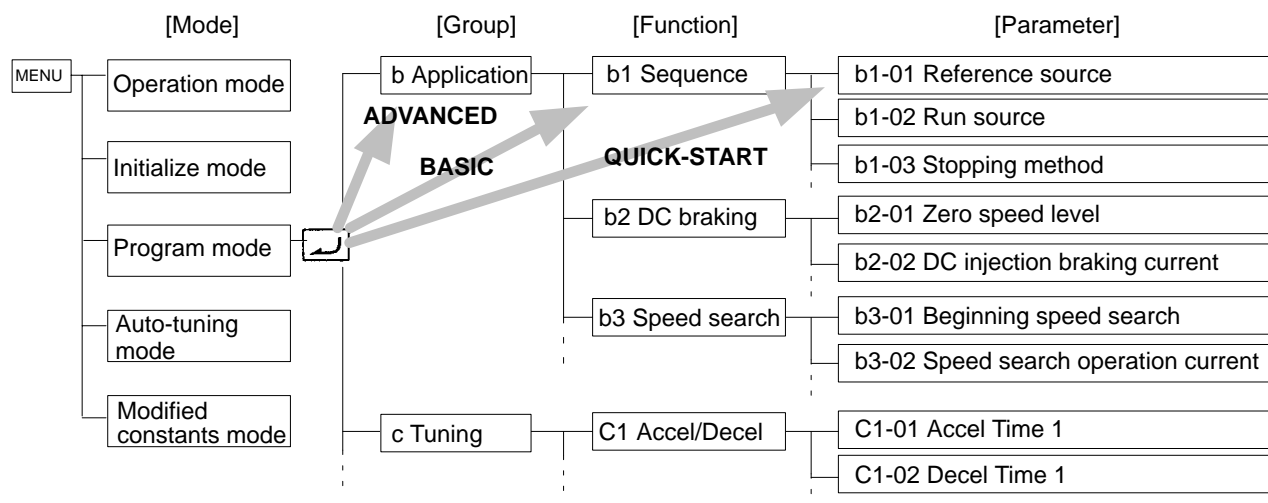 [Mode] [Group] [Function] [Parameter]
MENU
Operation mode
Initialize mode
Program mode
Auto-tuning
mode
Modified
constants mode
b Application
c Tuning
ADVANCED
BASIC
QUICK-START
b1 Sequence
b2 DC braking
b3 Speed search
C1 Accel/Decel
b1-01 Reference source
b1-02 Run source
b1-03 Stopping method
b2-01 Zero speed level
b2-02 DC injection braking current
b3-01 Beginning speed search
b3-02 Speed search operation current
C1-01 Accel Time 1
C1-02 Decel Time 1